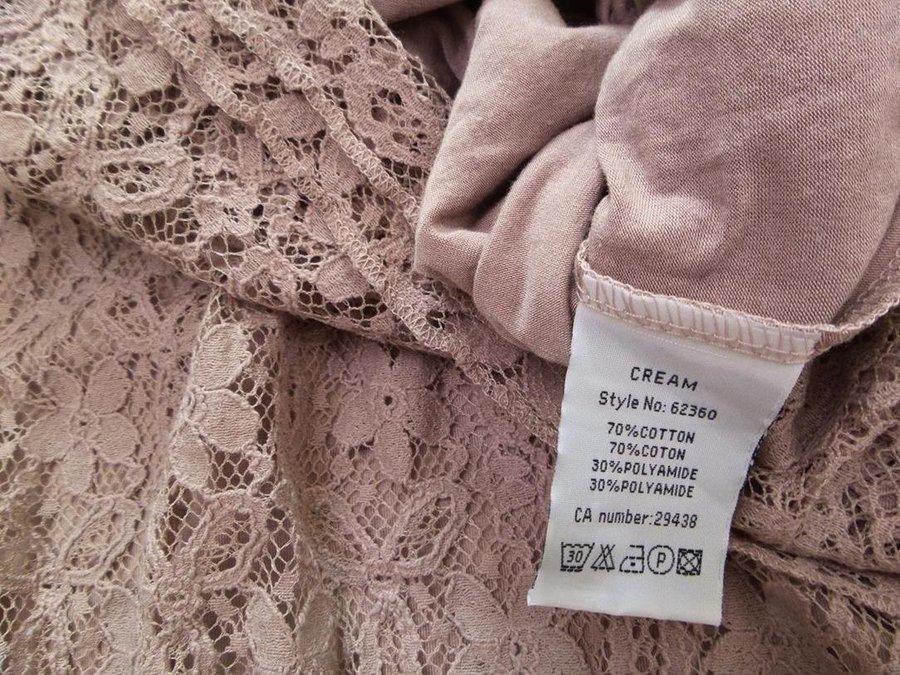 CREAM
Style No: 62360
70%COTTON
70%COTON
30%POLYAMIDE
30%POLYAMIDE
CA number:29438
30 P